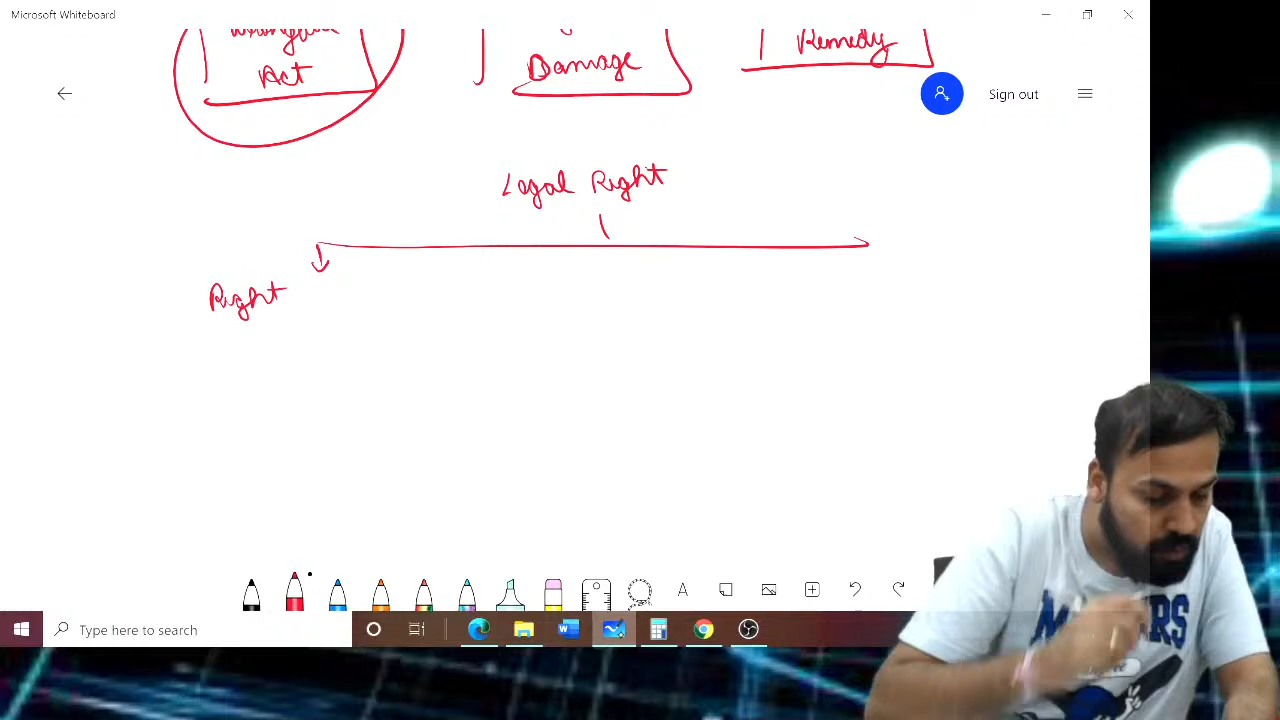 Microsoft Whiteboard
Act
Damage
Remedy
Sign out
Legal Right
Right
A
Type here to search